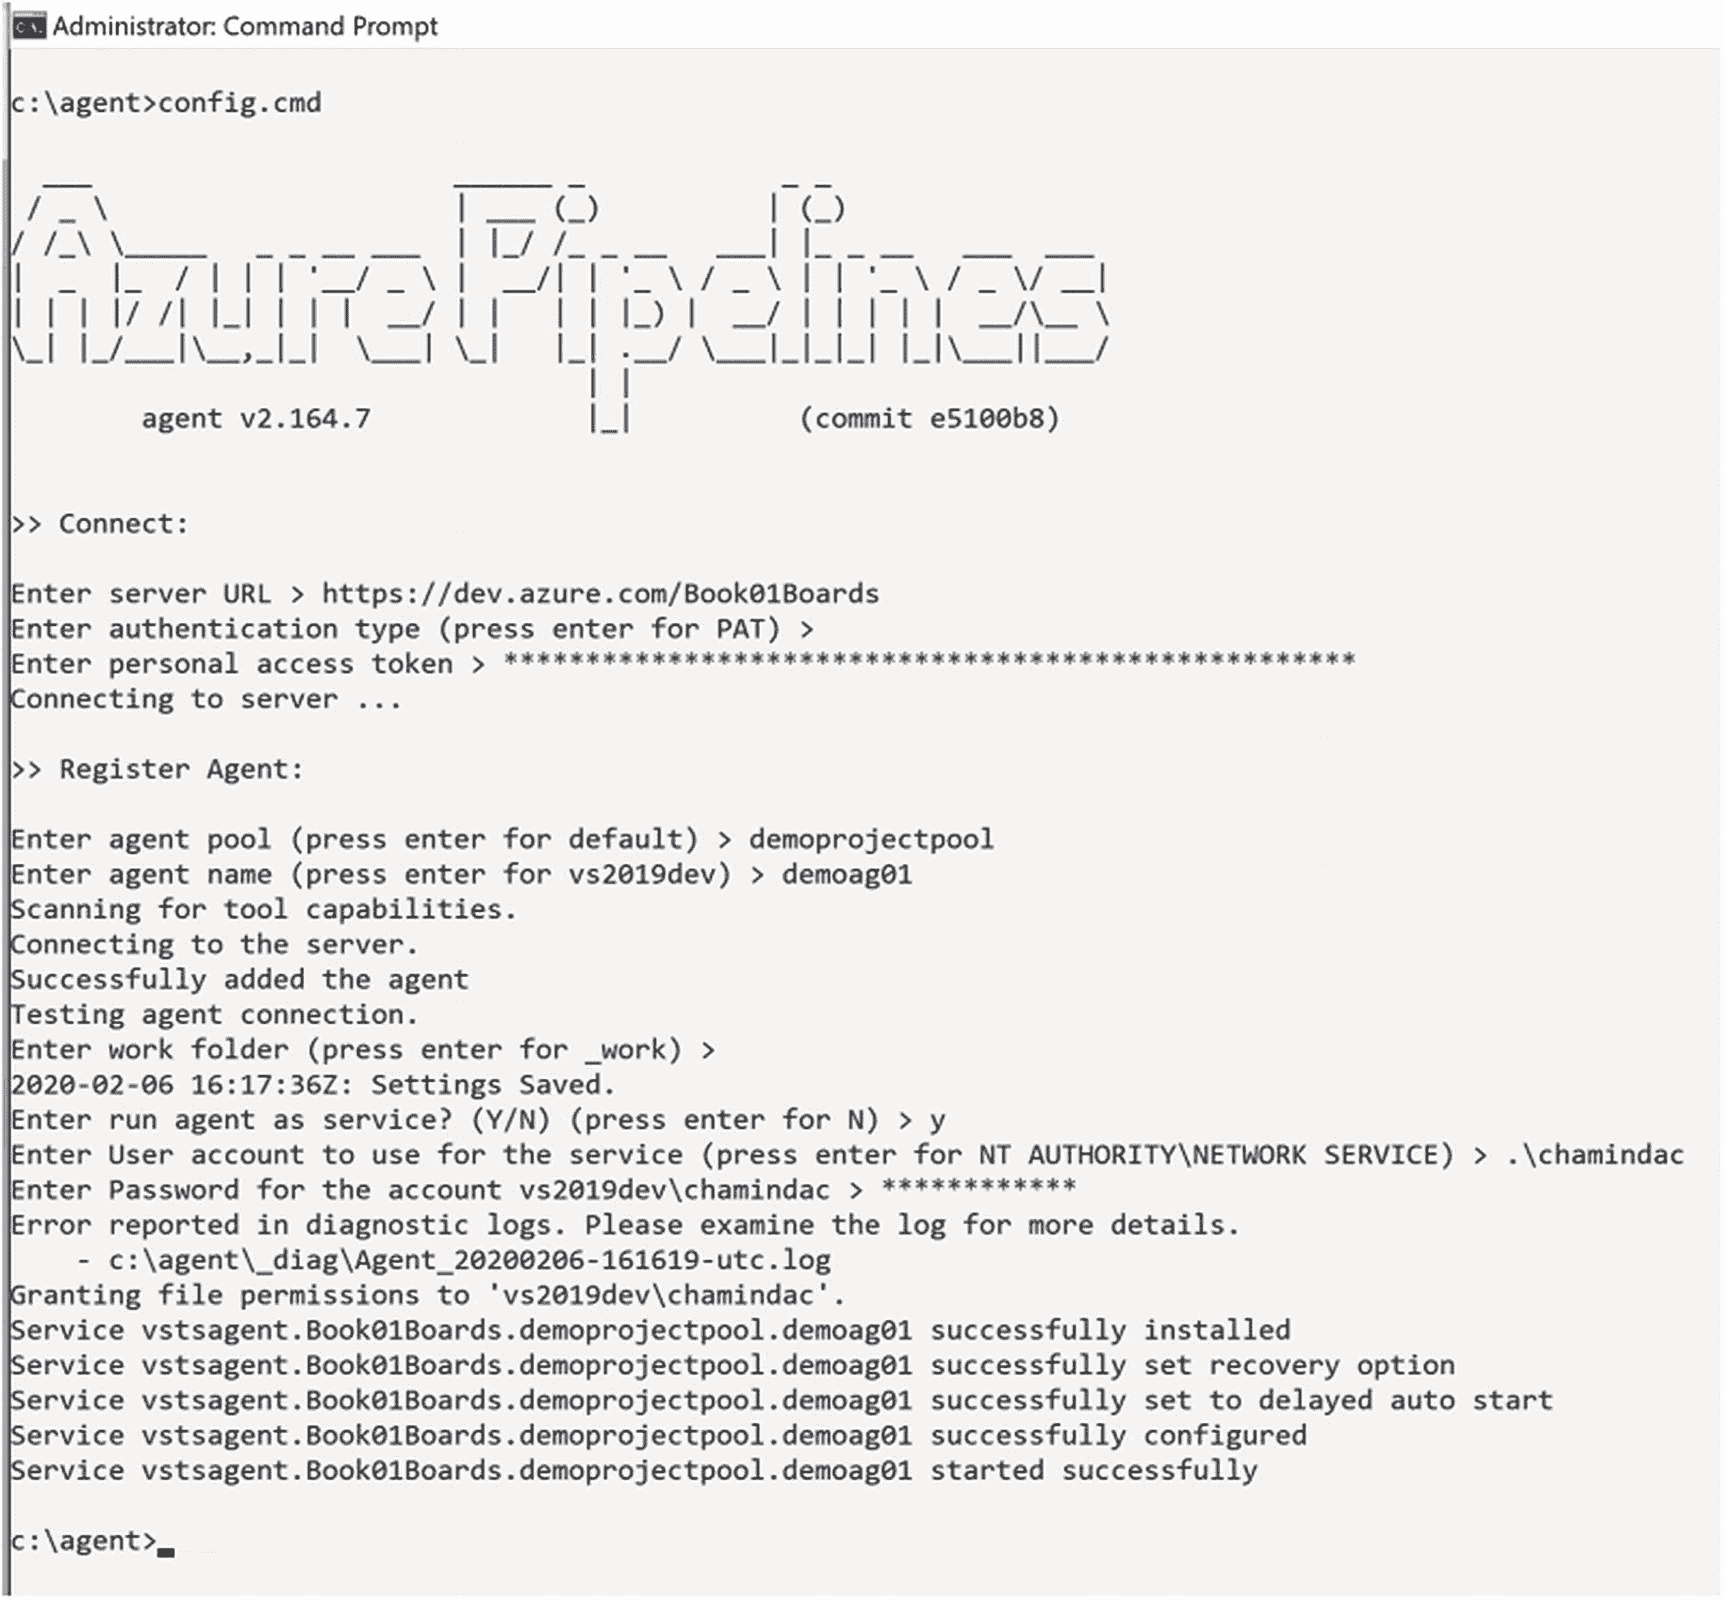 Administrator: Command Prompt
c:\agent>config.cmd
AzurePipelines
agent v2.164.7 (commit e5100b8)
>> Connect:
Enter server URL > https://dev.azure.com/Book01Boards
Enter authentication type (press enter for PAT) >
Enter personal access token > ****************************************************
Connecting to server ...
>> Register Agent:
Enter agent pool (press enter for default) > demoprojectpool
Enter agent name (press enter for vs2019dev) > demoag01
Scanning for tool capabilities.
Connecting to the server.
Successfully added the agent
Testing agent connection.
Enter work folder (press enter for _work) >
2020-02-06 16:17:36Z: Settings Saved.
Enter run agent as service? (Y/N) (press enter for N) > y
Enter User account to use for the service (press enter for NT AUTHORITY\NETWORK SERVICE) > .\chamindac
Enter Password for the account vs2019dev\chamindac > ************
Error reported in diagnostic logs. Please examine the log for more details.
- c:\agent\_diag\Agent_20200206-161619-utc.log
Granting file permissions to 'vs2019dev\chamindac'.
Service vstsagent.Book01Boards.demoprojectpool.demoag01 successfully installed
Service vstsagent.Book01Boards.demoprojectpool.demoag01 successfully set recovery option
Service vstsagent.Book01Boards.demoprojectpool.demoag01 successfully set to delayed auto start
Service vstsagent.Book01Boards.demoprojectpool.demoag01 successfully configured
Service vstsagent.Book01Boards.demoprojectpool.demoag01 started successfully
c:\agent>